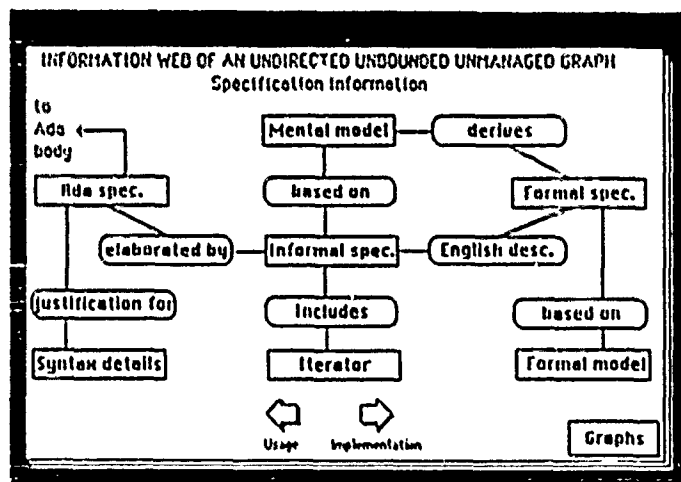 INFORMATION WEB OF AN UNDIRECTED UNBOUNDED UNMANAGED GRAPH
Specification Information
to
Ada
body
Mental model
derives
Ada spec.
based on
Formal spec.
elaborated by
Informal spec.
English desc.
justification for
Includes
based on
Syntax details
Iterator
Formal model
Usage
Implementation
Graphs